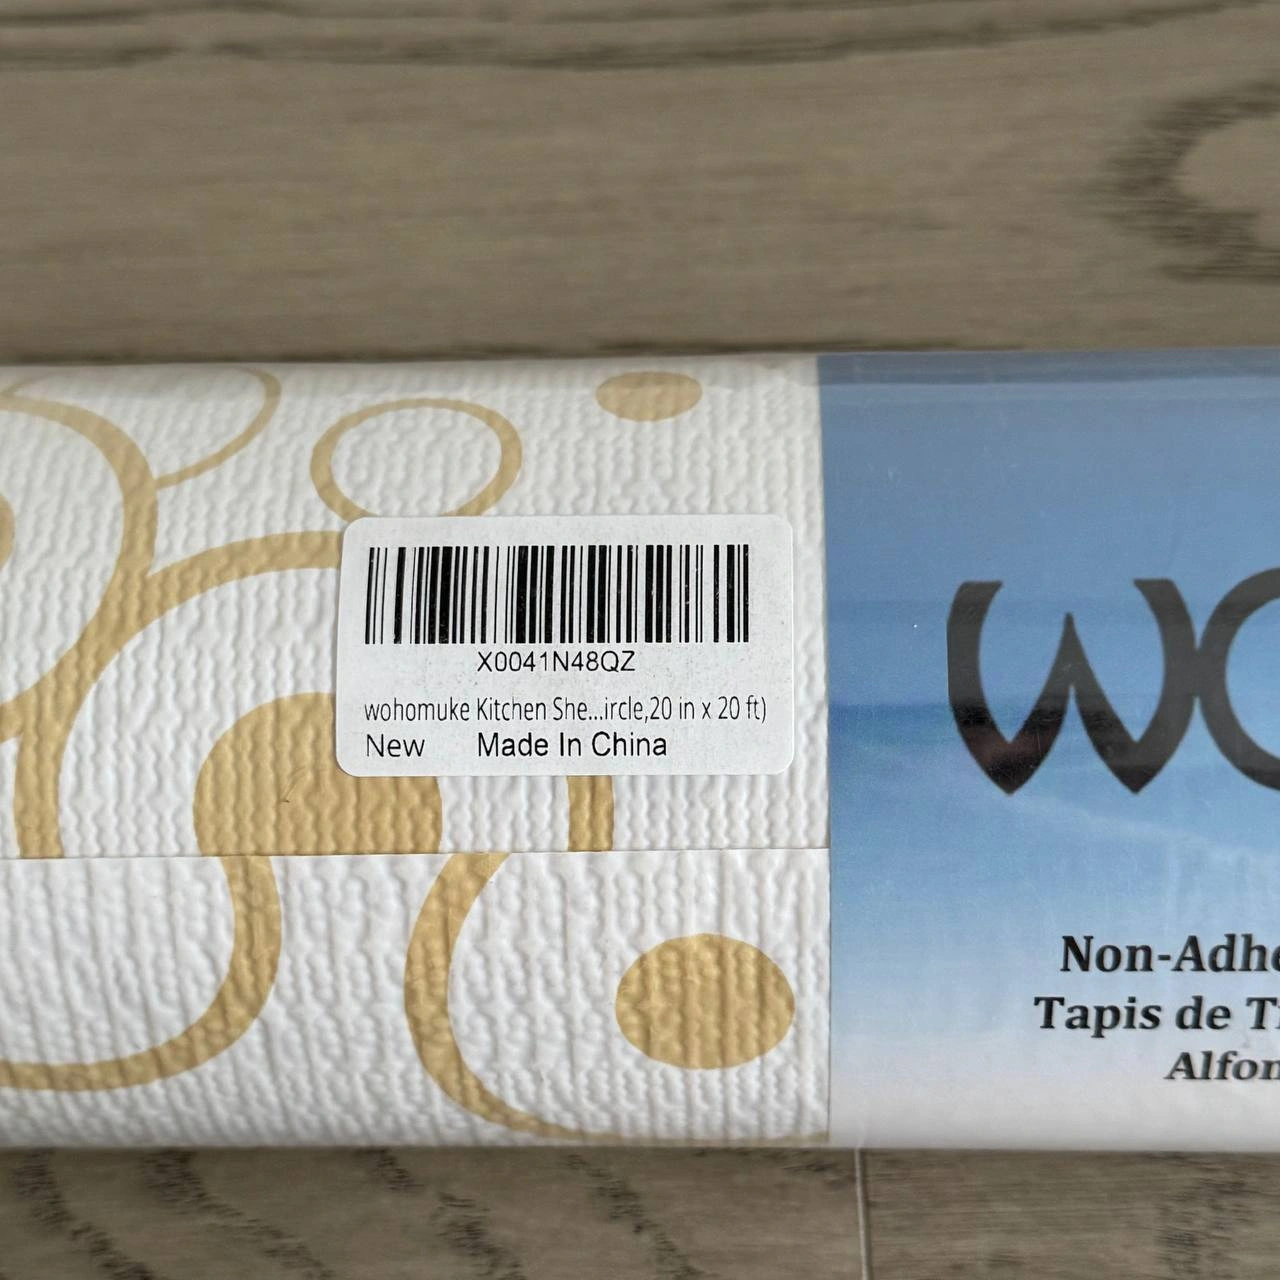 X0041N48QZ
wohomuke Kitchen She...ircle,20 in x 20 ft)
New Made In China
wo
Non-Adhe
Tapis de T
Alfon